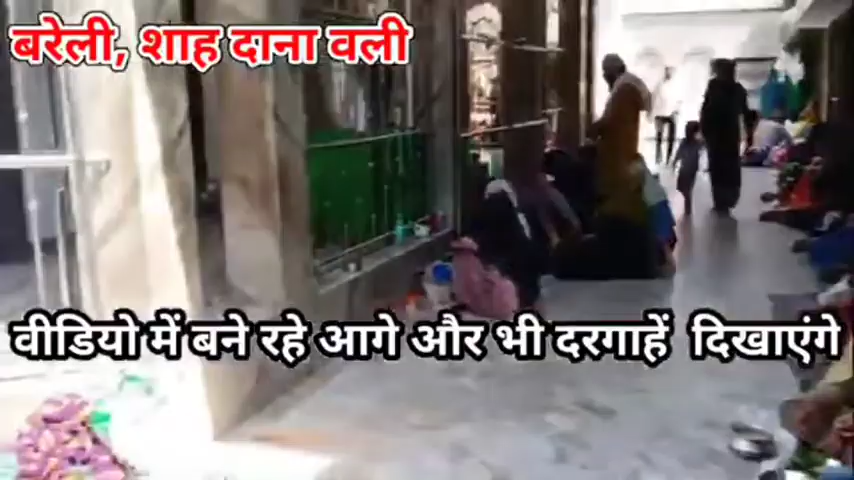 बरेली, शाह दाना वली
वीडियो में बने रहे आगे और भी दरगाहें दिखाएंगे